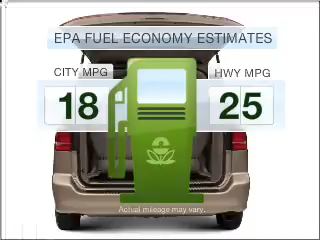 EPA FUEL ECONOMY ESTIMATES
CITY MPG
HWY MPG
18
25
Actual mileage may vary.